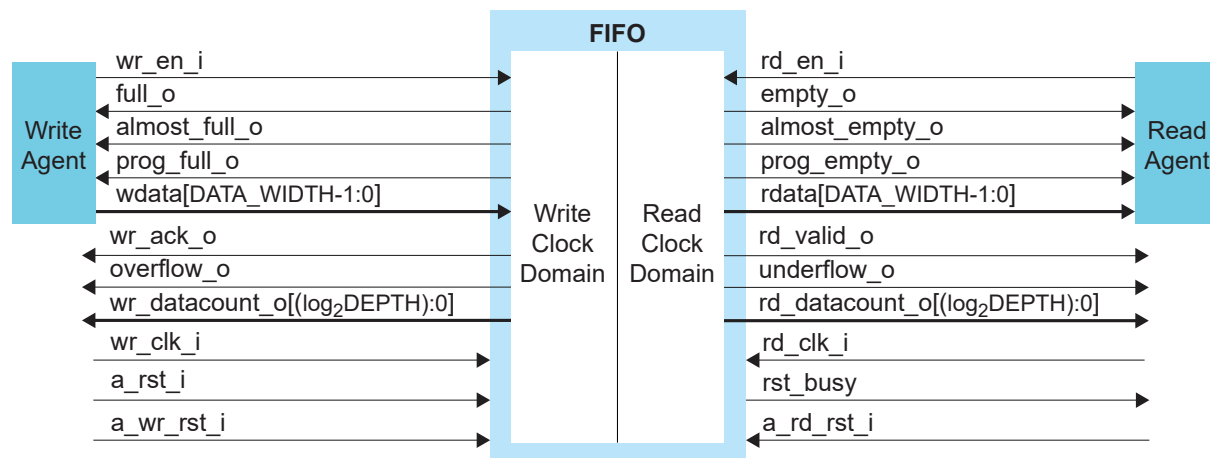 FIFO
wr_en_i
full_o
almost_full_o
prog_full_o
wdata[DATA_WIDTH-1:0]
wr_ack_o
overflow_o
wr_datacount_o[(log2DEPTH):0]
wr_clk_i
a_rst_i
a_wr_rst_i
Write
Agent
Write
Clock
Domain
Read
Clock
Domain
rd_en_i
empty_o
almost_empty_o
prog_empty_o
rdata[DATA_WIDTH-1:0]
rd_valid_o
underflow_o
rd_datacount_o[(log2DEPTH):0]
rd_clk_i
rst_busy
a_rd_rst_i
Read
Agent